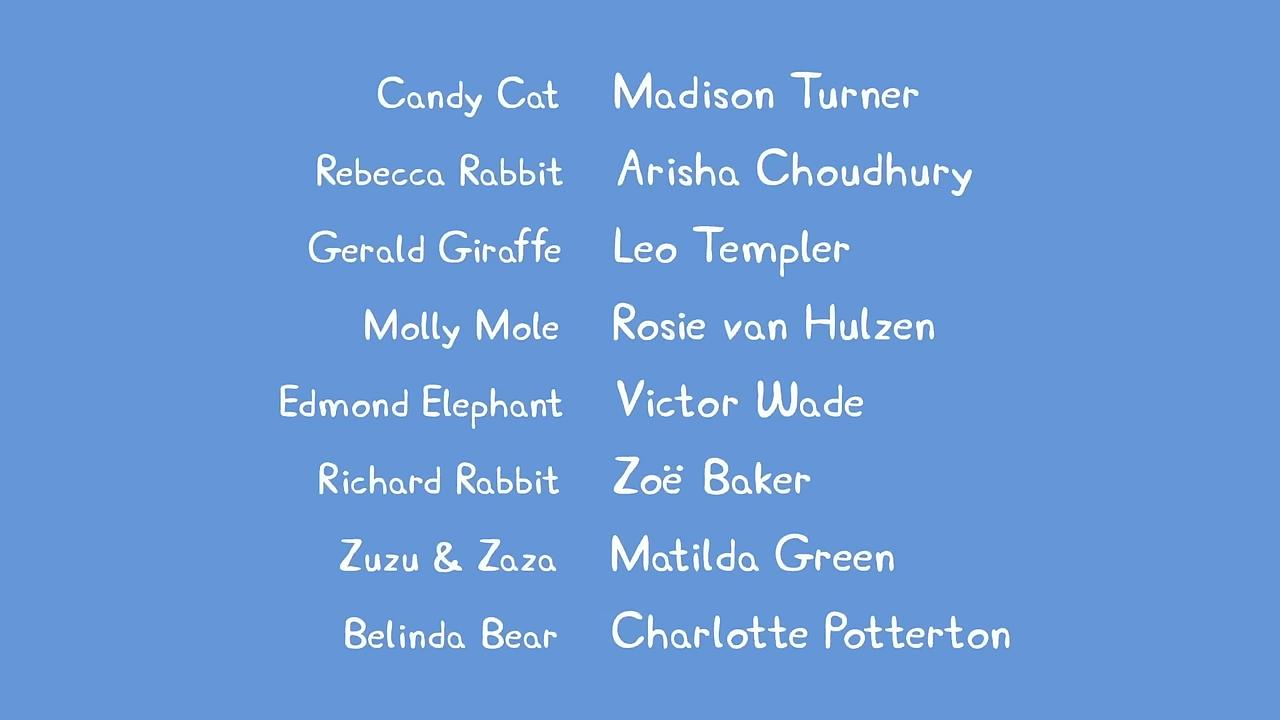 Candy Cat Madison Turner
Rebecca Rabbit Arisha Choudhury
Gerald Giraffe Leo Templer
Molly Mole Rosie van Hulzen
Edmond Elephant Victor Wade
Richard Rabbit Zoë Baker
Zuzu & Zaza Matilda Green
Belinda Bear Charlotte Potterton